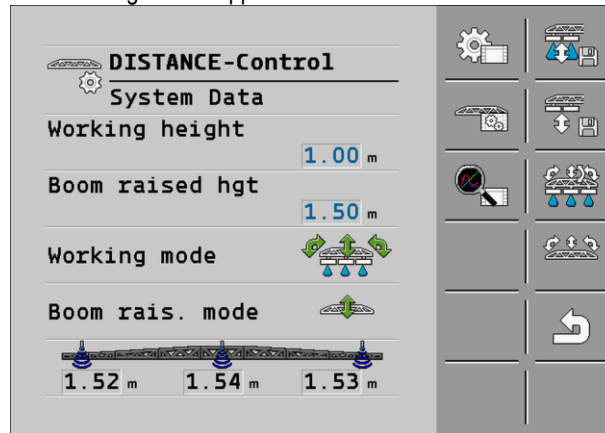 DISTANCE-Control
System Data
Working height
1.00 m
Boom raised hgt
1.50 m
Working mode
Boom rais. mode
1.52 m 1.54 m 1.53 m